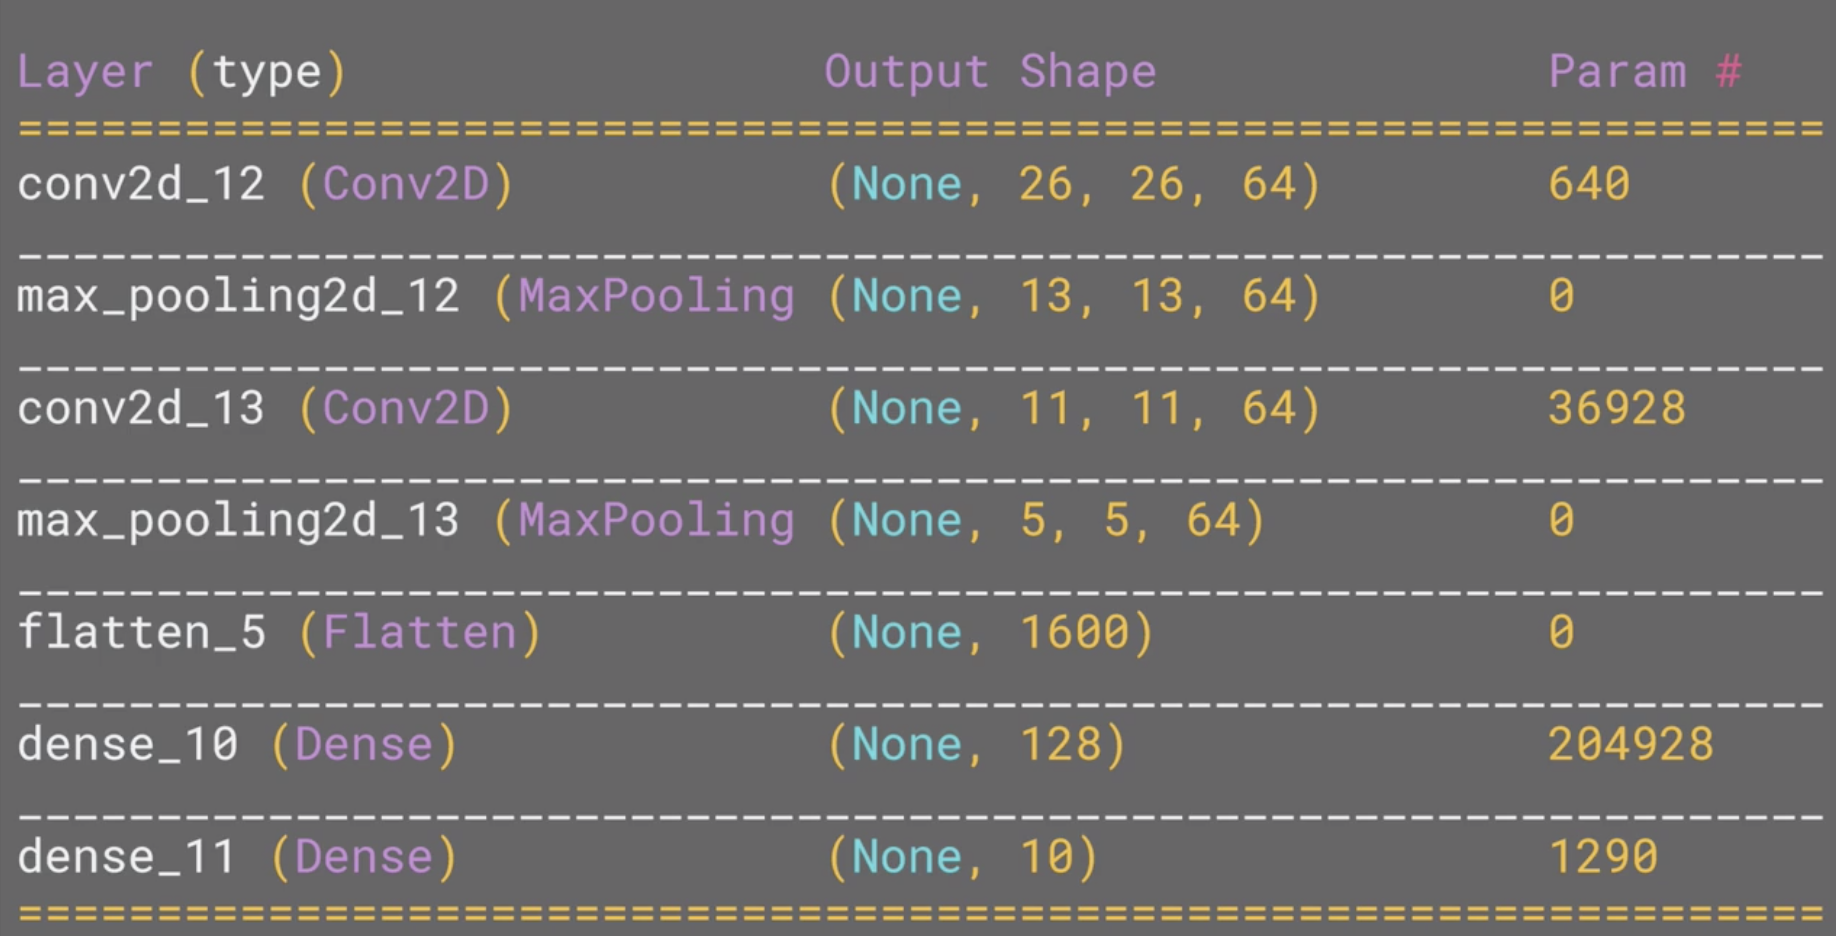 Layer (type) Output Shape Param #
=================================================================
conv2d_12 (Conv2D) (None, 26, 26, 64) 640
_________________________________________________________________
max_pooling2d_12 (MaxPooling (None, 13, 13, 64) 0
_________________________________________________________________
conv2d_13 (Conv2D) (None, 11, 11, 64) 36928
_________________________________________________________________
max_pooling2d_13 (MaxPooling (None, 5, 5, 64) 0
_________________________________________________________________
flatten_5 (Flatten) (None, 1600) 0
_________________________________________________________________
dense_10 (Dense) (None, 128) 204928
_________________________________________________________________
dense_11 (Dense) (None, 10) 1290
=================================================================